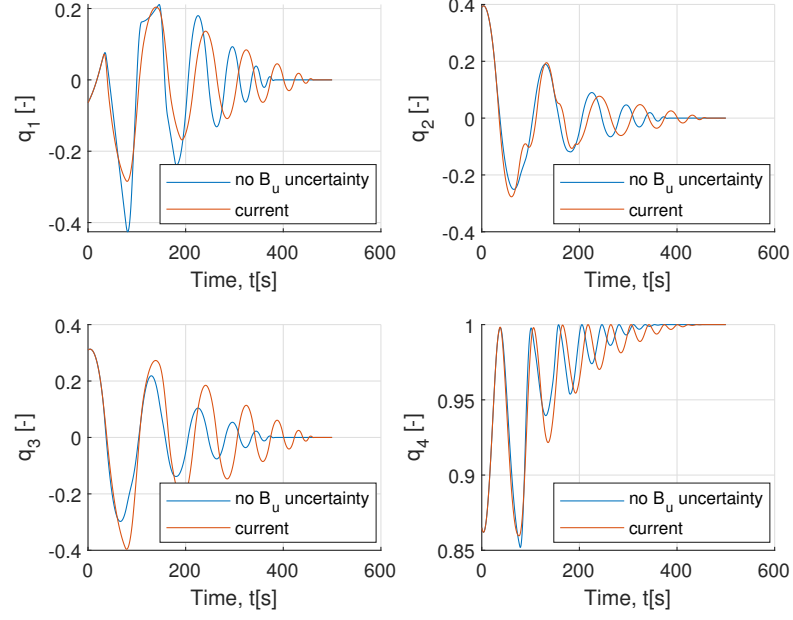 0.2
0
-0.2
-0.4
q1 [-]
0 200 400 600
Time, t[s]
no Bu uncertainty
current
0.4
0.2
0
-0.2
-0.4
q2 [-]
0 200 400 600
Time, t[s]
no Bu uncertainty
current
0.4
0.2
0
-0.2
-0.4
q3 [-]
0 200 400 600
Time, t[s]
no Bu uncertainty
current
1
0.95
0.9
0.85
q4 [-]
0 200 400 600
Time, t[s]
no Bu uncertainty
current